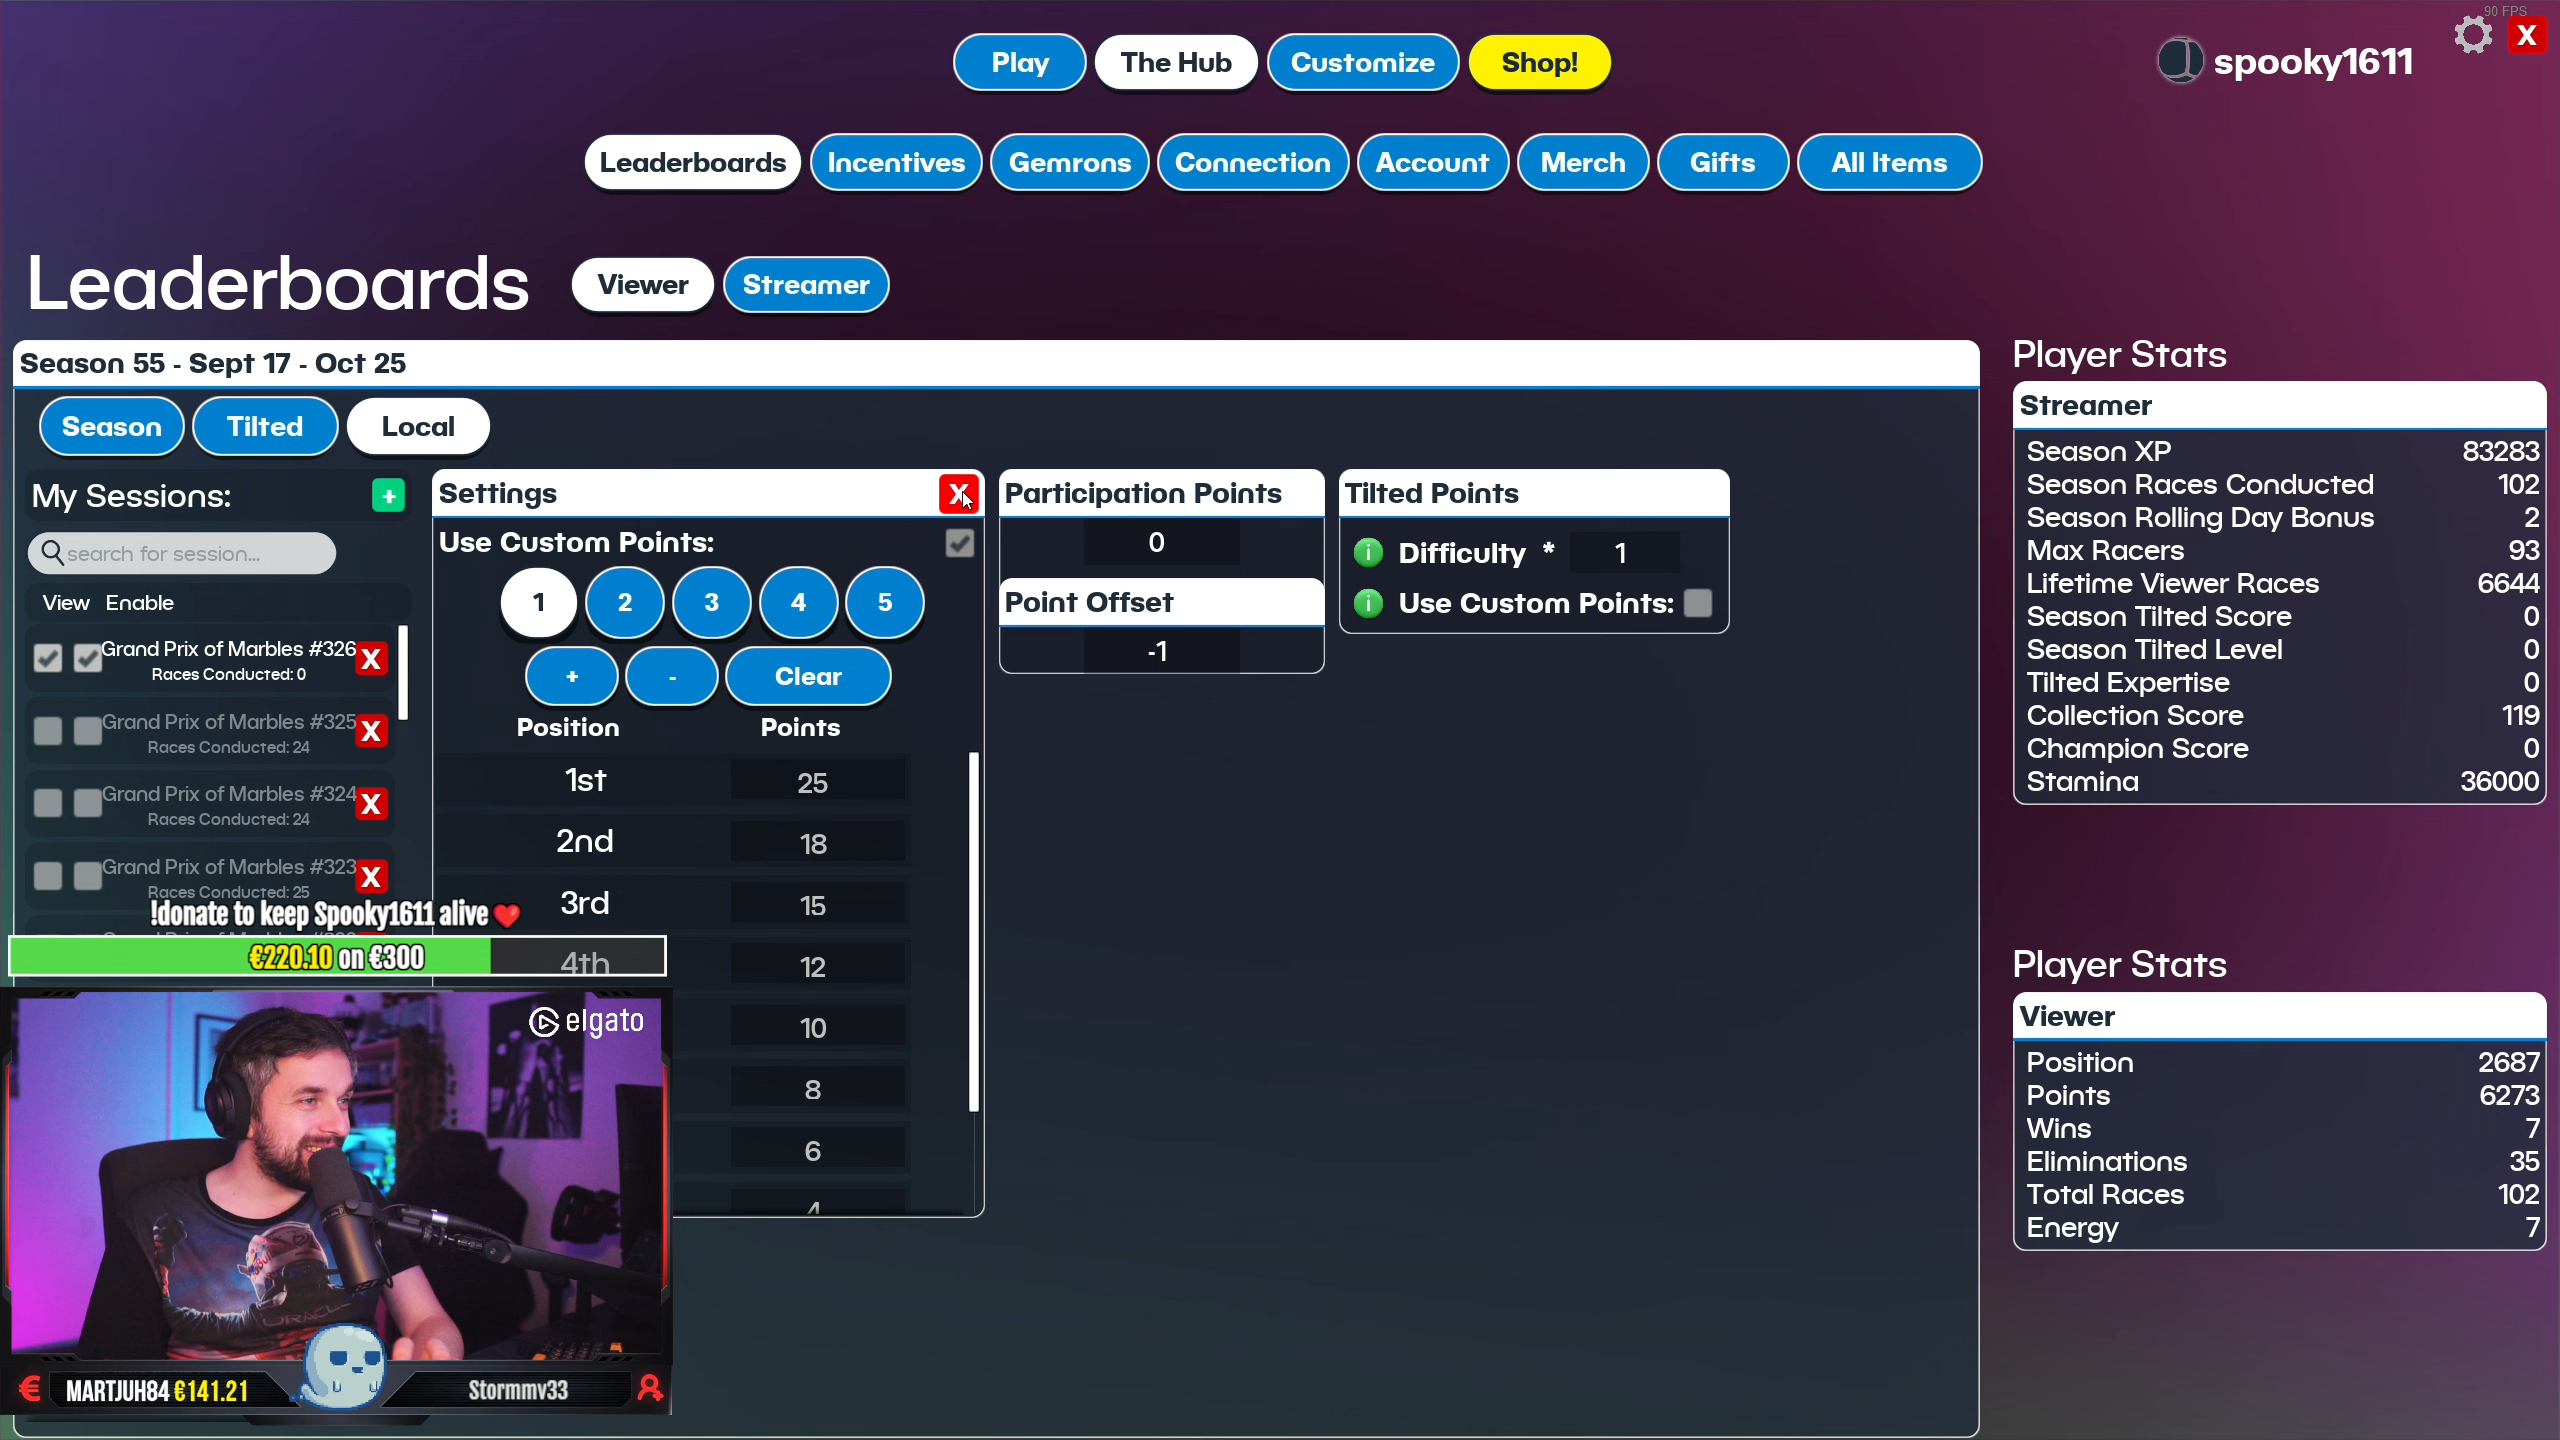 90 FPS
Play The Hub Customize Shop!
X
spooky1611
Leaderboards Incentives Gemrons Connection Account Merch Gifts All Items
Leaderboards Viewer Streamer
Season 55 - Sept 17 - Oct 25
Season Tilted Local
My Sessions: +
search for session...
View Enable
Grand Prix of Marbles #326 X
Races Conducted: 0
Grand Prix of Marbles #325 X
Races Conducted: 24
Grand Prix of Marbles #324 X
Races Conducted: 24
Grand Prix of Marbles #323 X
Races Conducted: 25
Settings X
Use Custom Points:
1 2 3 4 5
+ - Clear
Position Points
1st 25
2nd 18
3rd 15
4th 12
10
8
6
4
Participation Points
0
Point Offset
-1
Tilted Points
i Difficulty * 1
i Use Custom Points:
Player Stats
Streamer
Season XP 83283
Season Races Conducted 102
Season Rolling Day Bonus 2
Max Racers 93
Lifetime Viewer Races 6644
Season Tilted Score 0
Season Tilted Level 0
Tilted Expertise 0
Collection Score 119
Champion Score 0
Stamina 36000
Player Stats
Viewer
Position 2687
Points 6273
Wins 7
Eliminations 35
Total Races 102
Energy 7
!donate to keep Spooky1611 alive
€220.10 on €300
elgato
ORACLE
€ MARTJUH84 €141.21
Stormmv33